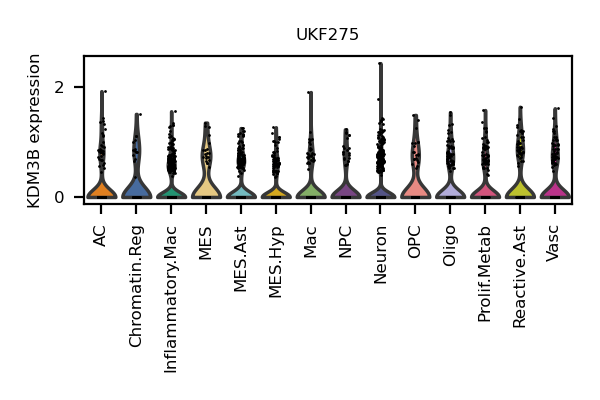 UKF275
KDM3B expression
2
0
AC
Chromatin.Reg
Inflammatory.Mac
MES
MES.Ast
MES.Hyp
Mac
NPC
Neuron
OPC
Oligo
Prolif.Metab
Reactive.Ast
Vasc